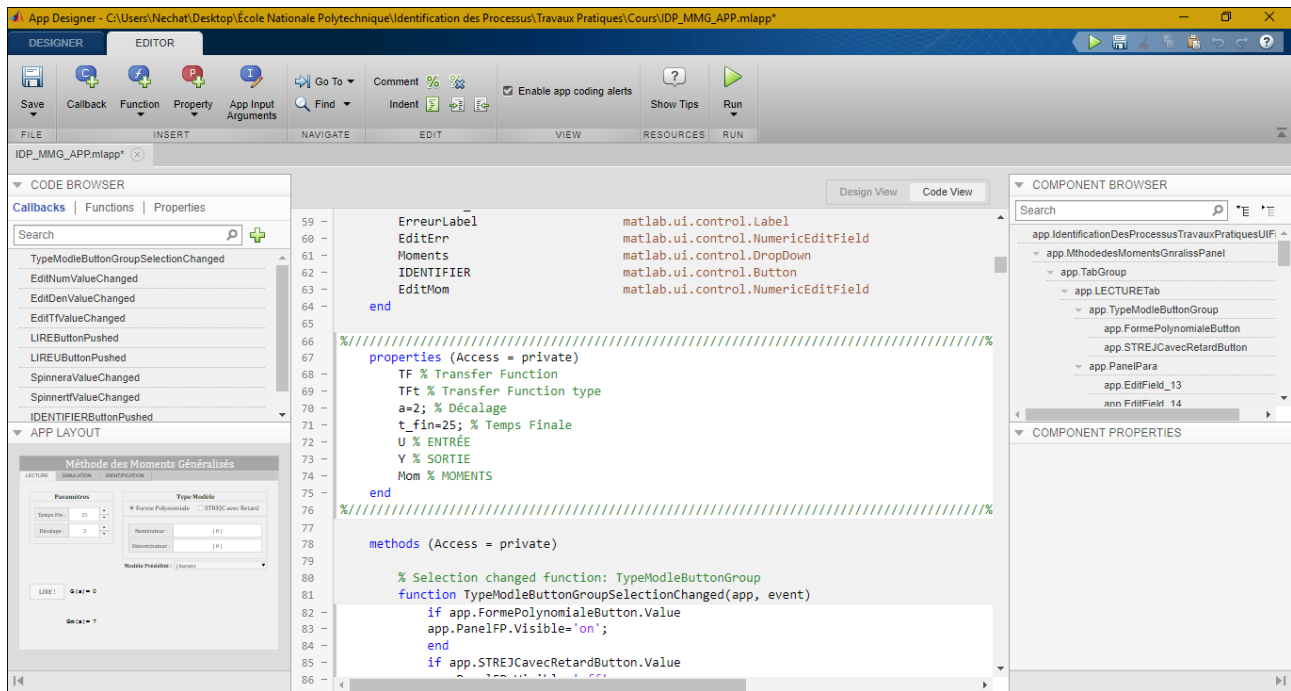 App Designer - C:\Users\Nechat\Desktop\École Nationale Polytechnique\Identification des Processus\Travaux Pratiques\Cours\IDP_MMG_APP.mlapp*
DESIGNER EDITOR
Save Callback Function Property App Input Arguments
Go To
Find
Comment
Indent
Enable app coding alerts
Show Tips
Run
FILE INSERT NAVIGATE EDIT VIEW RESOURCES RUN
IDP_MMG_APP.mlapp*
CODE BROWSER
Callbacks | Functions | Properties
Search
TypeModleButtonGroupSelectionChanged
EditNumValueChanged
EditDenValueChanged
EditTfValueChanged
LIREButtonPushed
LIREUButtonPushed
SpinneraValueChanged
SpinnertfValueChanged
IDENTIFIERButtonPushed
APP LAYOUT
Méthode des Moments Généralisés
LECTURE SIMULATION IDENTIFICATION
Paramètres
Temps Fin : 25
Décalage : 2
Type Modèle
Forme Polynomiale STREJC avec Retard
Numérateur : [ 0 ]
Dénominateur : [ 0 ]
Modèle Prédéfini : [Aucun]
LIRE ! G (s) = 0
Gm (s) = ?
Design View Code View
59 - ErreurLabel matlab.ui.control.Label
60 - EditErr matlab.ui.control.NumericEditField
61 - Moments matlab.ui.control.DropDown
62 - IDENTIFIER matlab.ui.control.Button
63 - EditMom matlab.ui.control.NumericEditField
64 - end
65
66 %////////////////////////////////////////////////////////////////////////////////////////%
67 properties (Access = private)
68 - TF % Transfer Function
69 - TFt % Transfer Function type
70 - a=2; % Décalage
71 - t_fin=25; % Temps Finale
72 - U % ENTRÉE
73 - Y % SORTIE
74 - Mom % MOMENTS
75 - end
76 %////////////////////////////////////////////////////////////////////////////////////////%
77
78 methods (Access = private)
79
80 % Selection changed function: TypeModleButtonGroup
81 function TypeModleButtonGroupSelectionChanged(app, event)
82 - if app.FormePolynomialeButton.Value
83 - app.PanelFP.Visible='on';
84 - end
85 - if app.STREJCavecRetardButton.Value
86 -
COMPONENT BROWSER
Search
app.IdentificationDesProcessusTravauxPratiquesUIF
app.MthodedesMomentsGnralissPanel
app.TabGroup
app.LECTURETab
app.TypeModleButtonGroup
app.FormePolynomialeButton
app.STREJCavecRetardButton
app.PanelPara
app.EditField_13
app.EditField_14
COMPONENT PROPERTIES